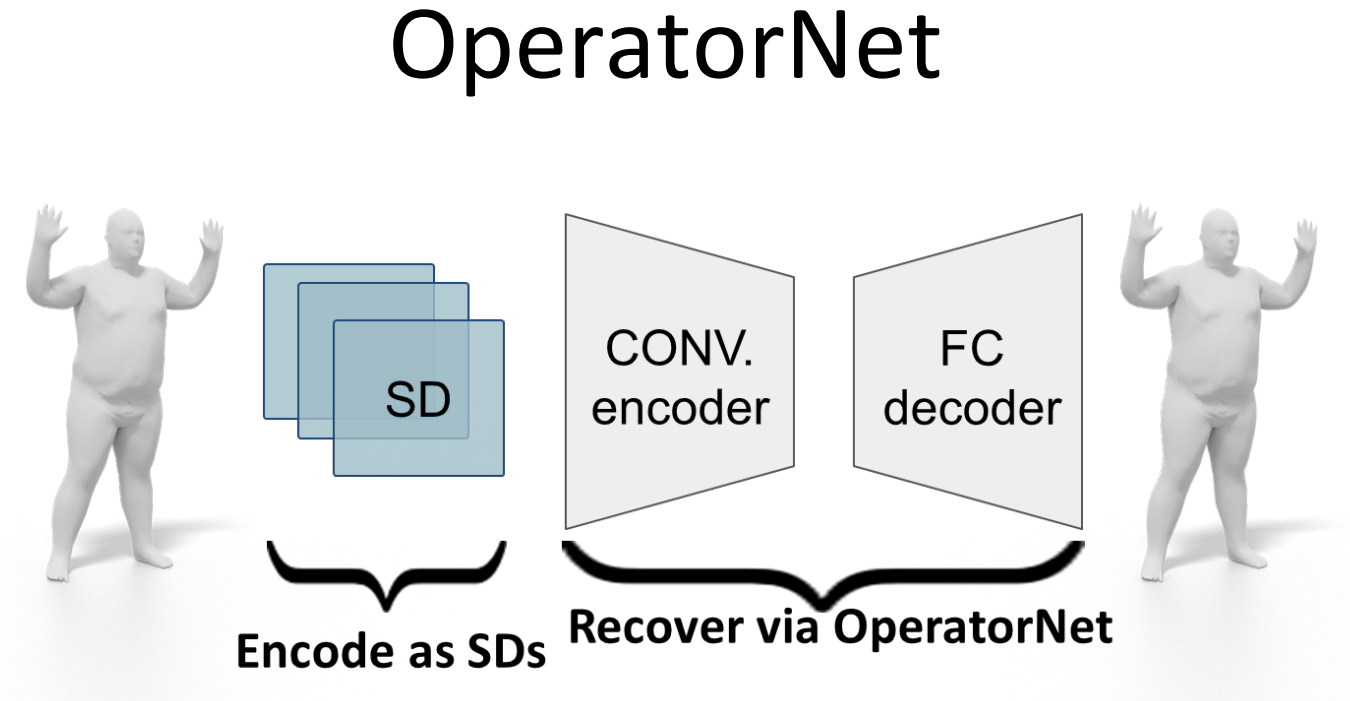 OperatorNet
SD
CONV.
encoder
FC
decoder
Encode as SDs
Recover via OperatorNet